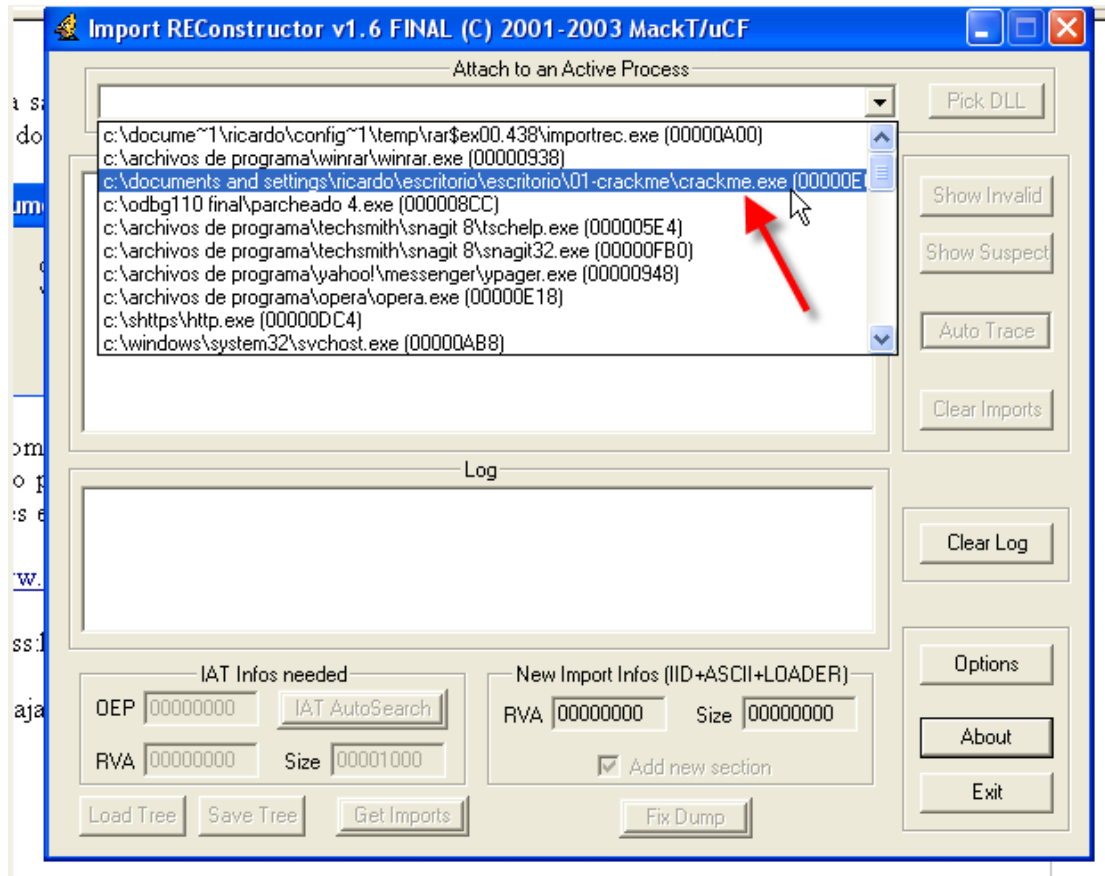 Import REConstructor v1.6 FINAL (C) 2001-2003 MackT/uCF
Attach to an Active Process
Pick DLL
c:\docume~1\ricardo\config~1\temp\rar$ex00.438\importrec.exe (00000A00)
c:\archivos de programa\winrar\winrar.exe (00000938)
c:\documents and settings\ricardo\escritorio\escritorio\01-crackme\crackme.exe (00000E
c:\odbg110 final\parcheado 4.exe (000008CC)
c:\archivos de programa\techsmith\snagit 8\tschelp.exe (000005E4)
c:\archivos de programa\techsmith\snagit 8\snagit32.exe (00000FB0)
c:\archivos de programa\yahoo!\messenger\ypager.exe (00000948)
c:\archivos de programa\opera\opera.exe (00000E18)
c:\shttps\http.exe (00000DC4)
c:\windows\system32\svchost.exe (00000AB8)
Show Invalid
Show Suspect
Auto Trace
Clear Imports
Log
Clear Log
IAT Infos needed
OEP 00000000 IAT AutoSearch
RVA 00000000 Size 00001000
New Import Infos (IID+ASCII+LOADER)
RVA 00000000 Size 00000000
Add new section
Options
About
Exit
Load Tree Save Tree Get Imports Fix Dump